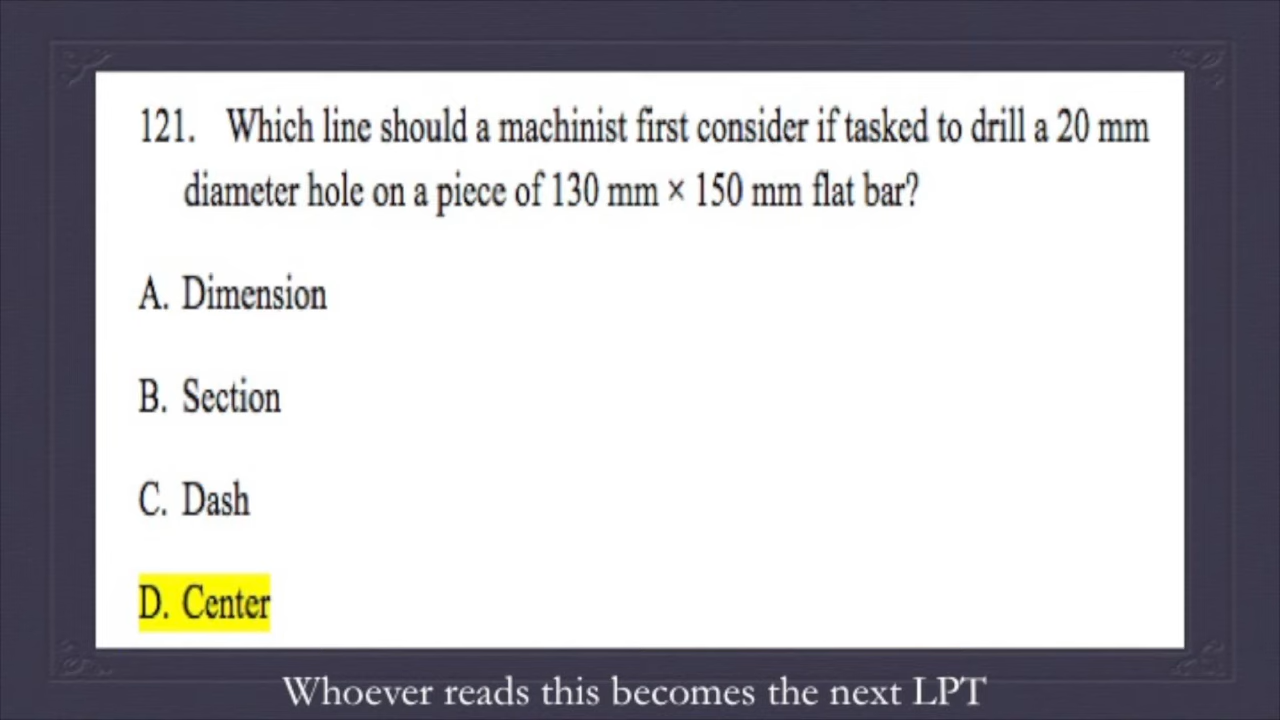 121. Which line should a machinist first consider if tasked to drill a 20 mm
diameter hole on a piece of 130 mm × 150 mm flat bar?
A. Dimension
B. Section
C. Dash
D. Center
Whoever reads this becomes the next LPT